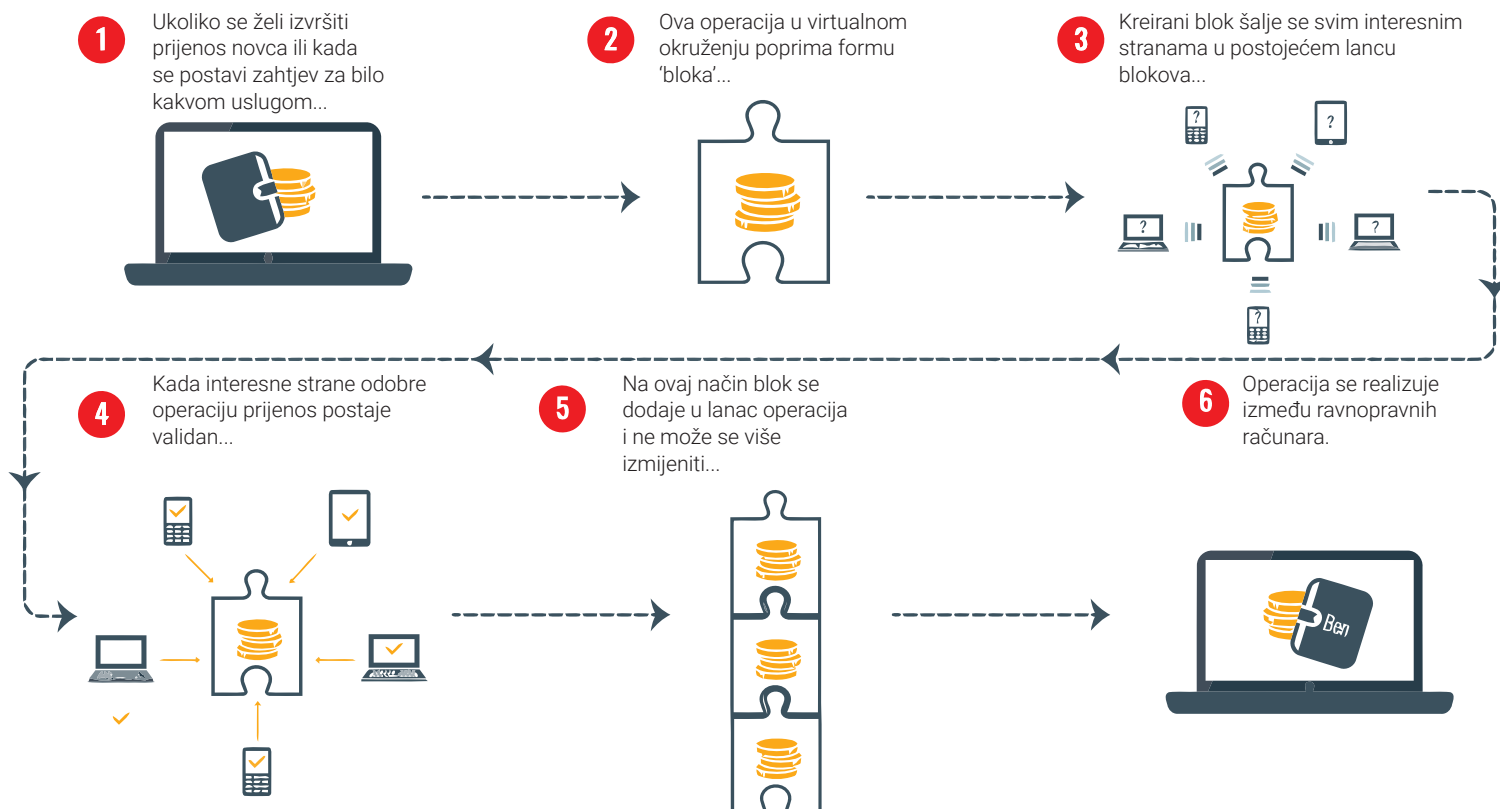 1
Ukoliko se želi izvršiti
prijenos novca ili kada
se postavi zahtjev za bilo
kakvom uslugom...
2
Ova operacija u virtualnom
okruženju poprima formu
‘bloka’...
3
Kreirani blok šalje se svim interesnim
stranama u postojećem lancu
blokova...
?
?
?
?
?
4
Kada interesne strane odobre
operaciju prijenos postaje
validan...
5
Na ovaj način blok se
dodaje u lanac operacija
i ne može se više
izmijeniti...
6
Operacija se realizuje
između ravnopravnih
računara.
Ben